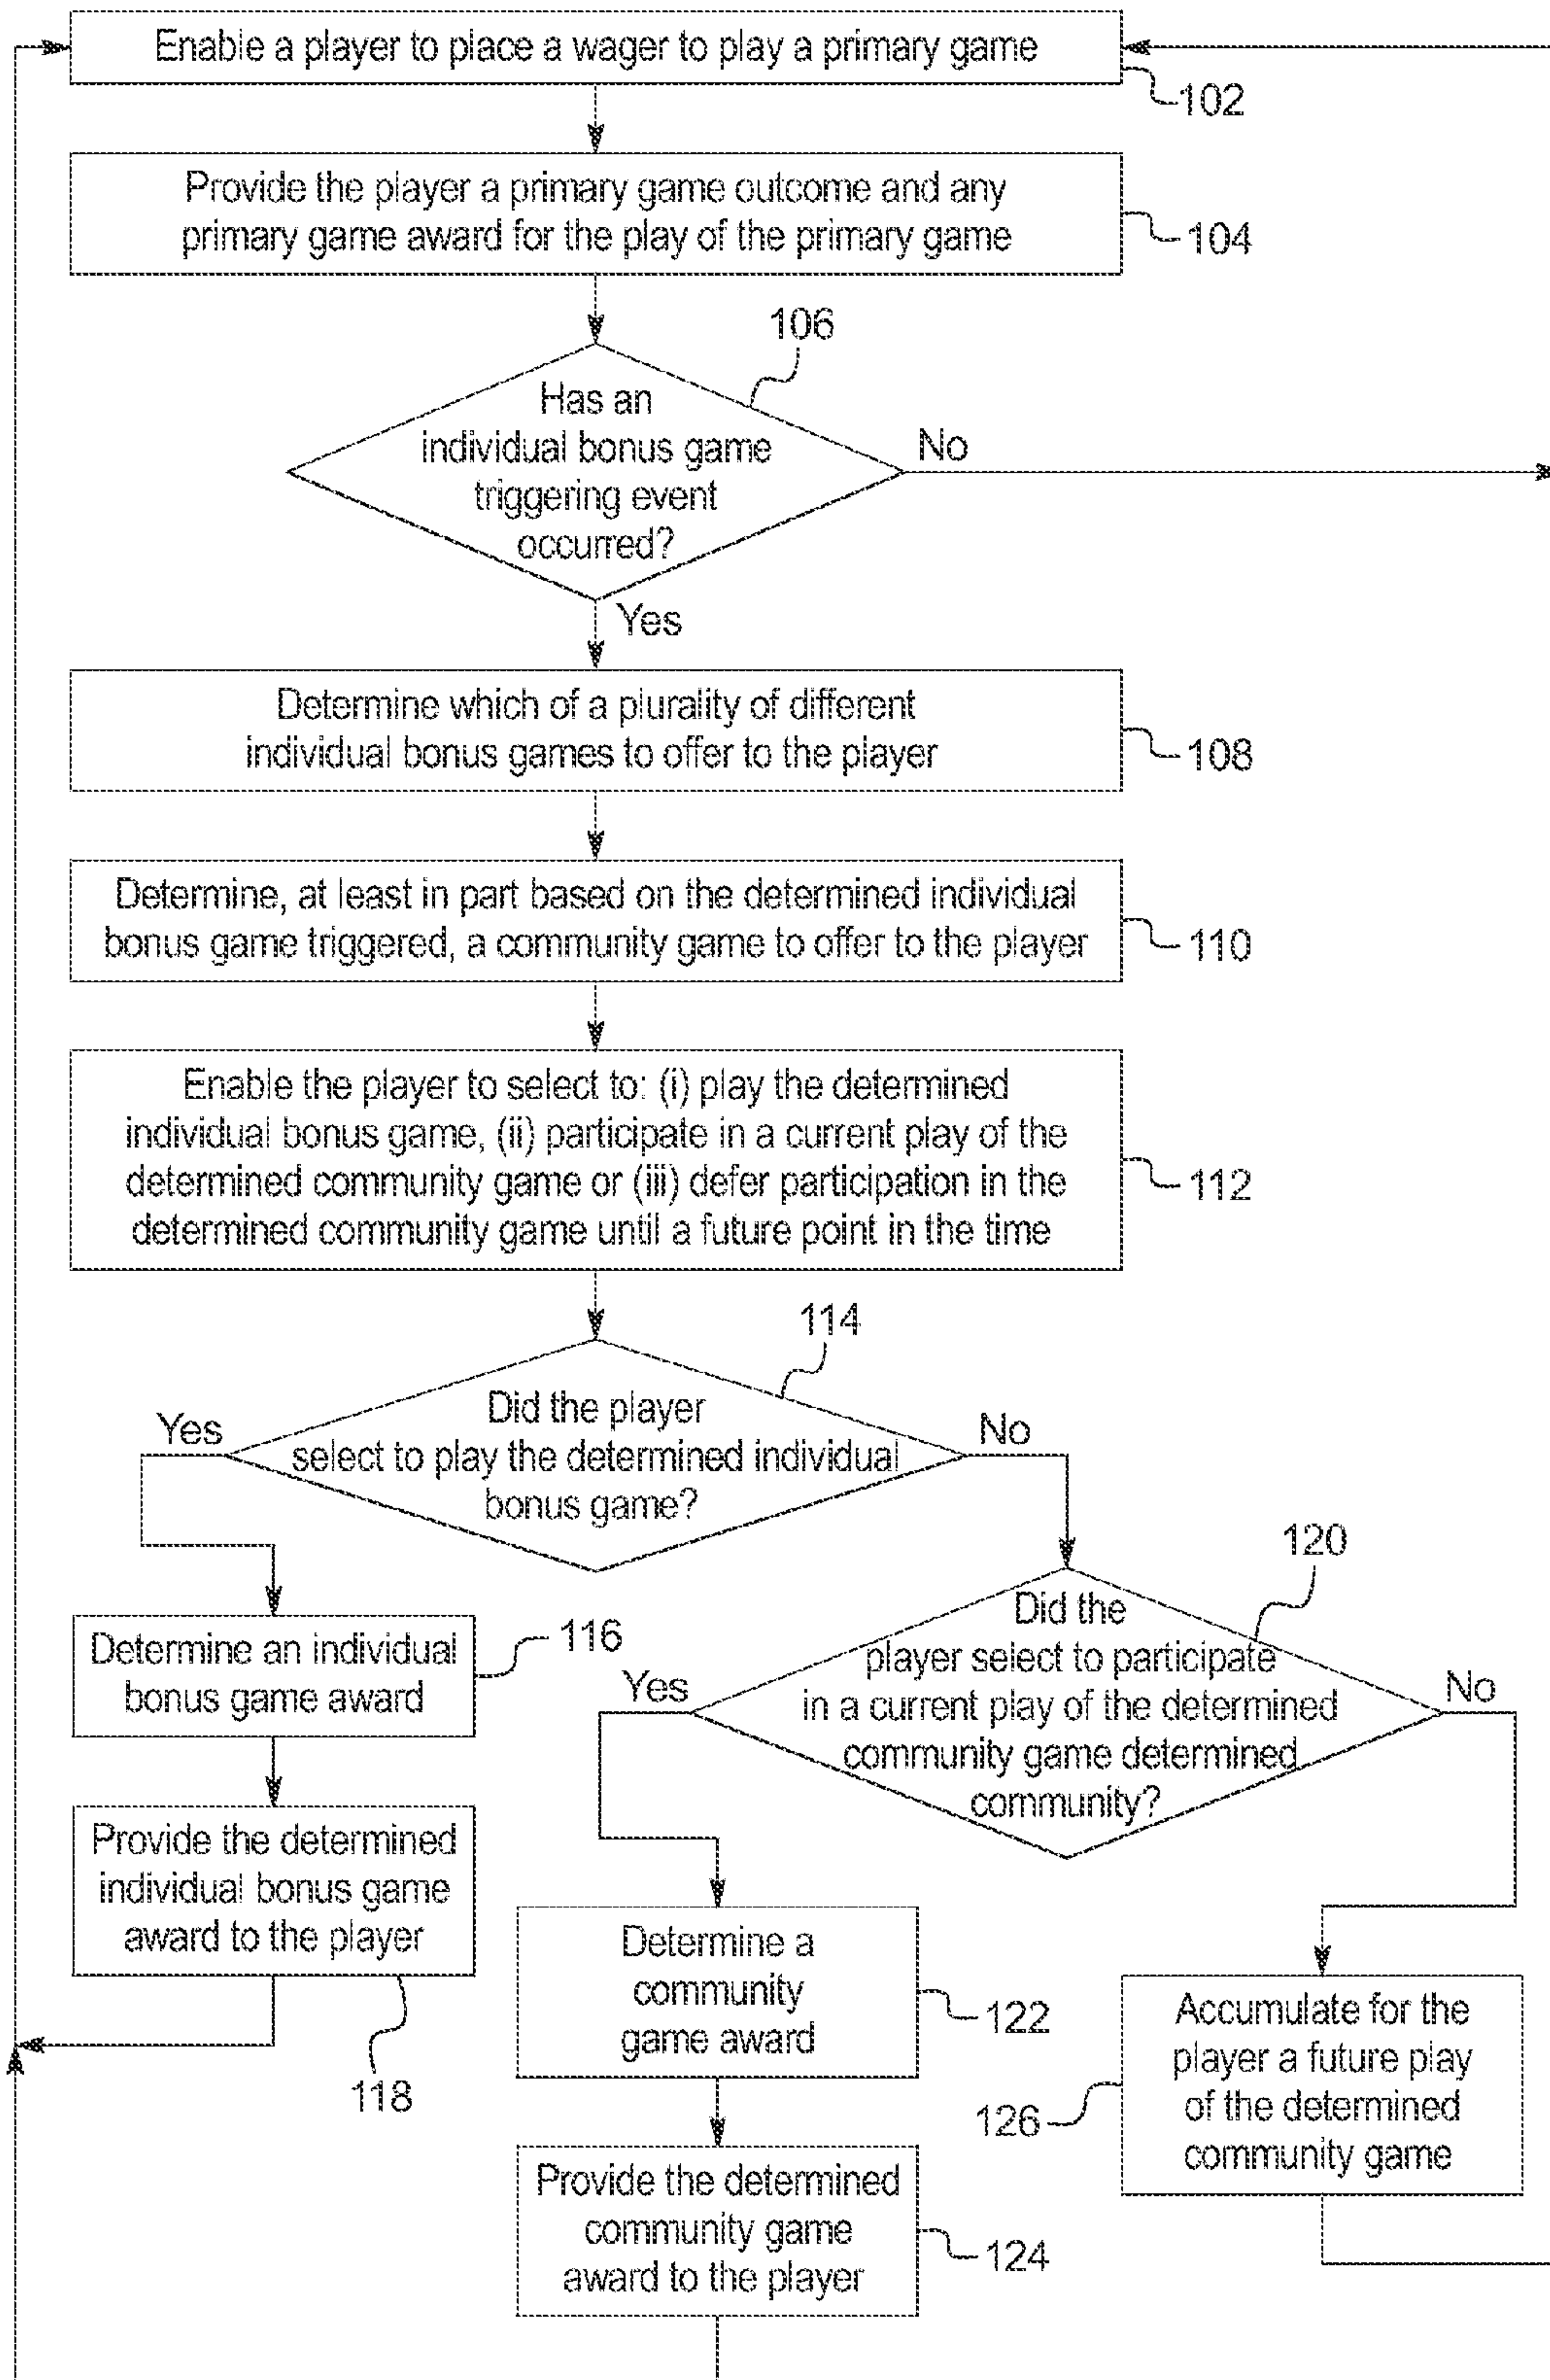 Enable a player to place a wager to play a primary game
102
Provide the player a primary game outcome and any
primary game award for the play of the primary game
104
106
Has an
individual bonus game
triggering event
occurred?
No
Yes
Determine which of a plurality of different
individual bonus games to offer to the player
108
Determine, at least in part based on the determined individual
bonus game triggered, a community game to offer to the player
110
Enable the player to select to: (i) play the determined
individual bonus game, (ii) participate in a current play of the
determined community game or (iii) defer participation in the
determined community game until a future point in the time
112
114
Did the player
select to play the determined individual
bonus game?
Yes
No
Determine an individual
bonus game award
116
Provide the determined
individual bonus game
award to the player
118
120
Did the
player select to participate
in a current play of the determined
community game determined
community?
Yes
No
Determine a
community
game award
122
Provide the determined
community game
award to the player
124
Accumulate for the
player a future play
of the determined
community game
126